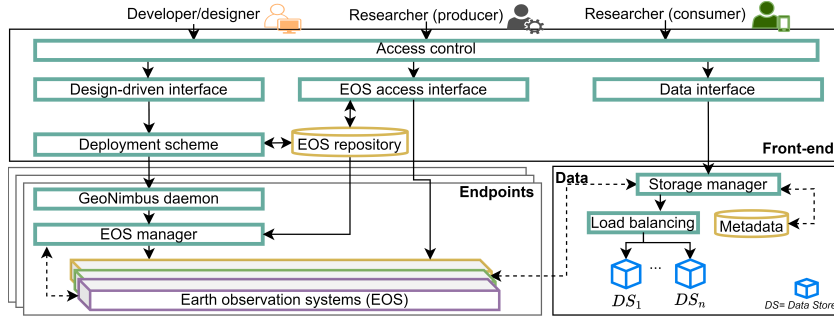 Developer/designer
Researcher (producer)
Researcher (consumer)
Access control
Design-driven interface
EOS access interface
Data interface
Deployment scheme
EOS repository
Front-end
Endpoints
Data
GeoNimbus daemon
Storage manager
EOS manager
Load balancing
Metadata
...
Earth observation systems (EOS)
DS1
DSn
DS= Data Store